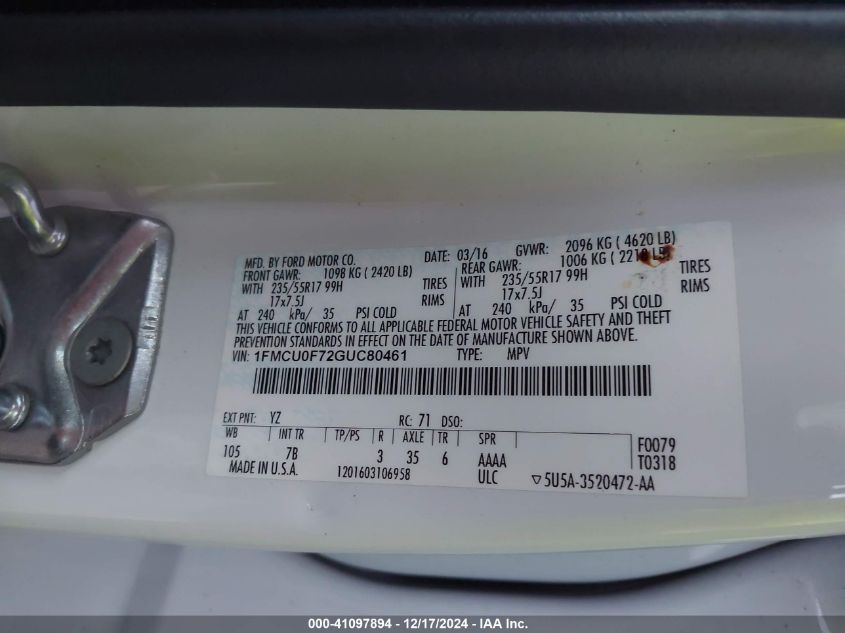 MFD. BY FORD MOTOR CO. DATE: 03/16 GVWR: 2096 KG ( 4620 LB)
FRONT GAWR: 1098 KG ( 2420 LB) REAR GAWR: 1006 KG ( 2218 LB)
WITH 235/55R17 99H TIRES WITH 235/55R17 99H TIRES
17x7.5J RIMS 17x7.5J RIMS
AT 240 kPa/ 35 PSI COLD AT 240 kPa/ 35 PSI COLD
THIS VEHICLE CONFORMS TO ALL APPLICABLE FEDERAL MOTOR VEHICLE SAFETY AND THEFT
PREVENTION STANDARDS IN EFFECT ON THE DATE OF MANUFACTURE SHOWN ABOVE.
VIN: 1FMCU0F72GUC80461 TYPE: MPV
EXT PNT: YZ RC: 71 DSO:
WB INT TR TP/PS R AXLE TR SPR F0079
105 7B 3 35 6 AAAA T0318
MADE IN U.S.A. 1201603106958 ULC ▽5U5A-3520472-AA
000-41097894 - 12/17/2024 - IAA Inc.